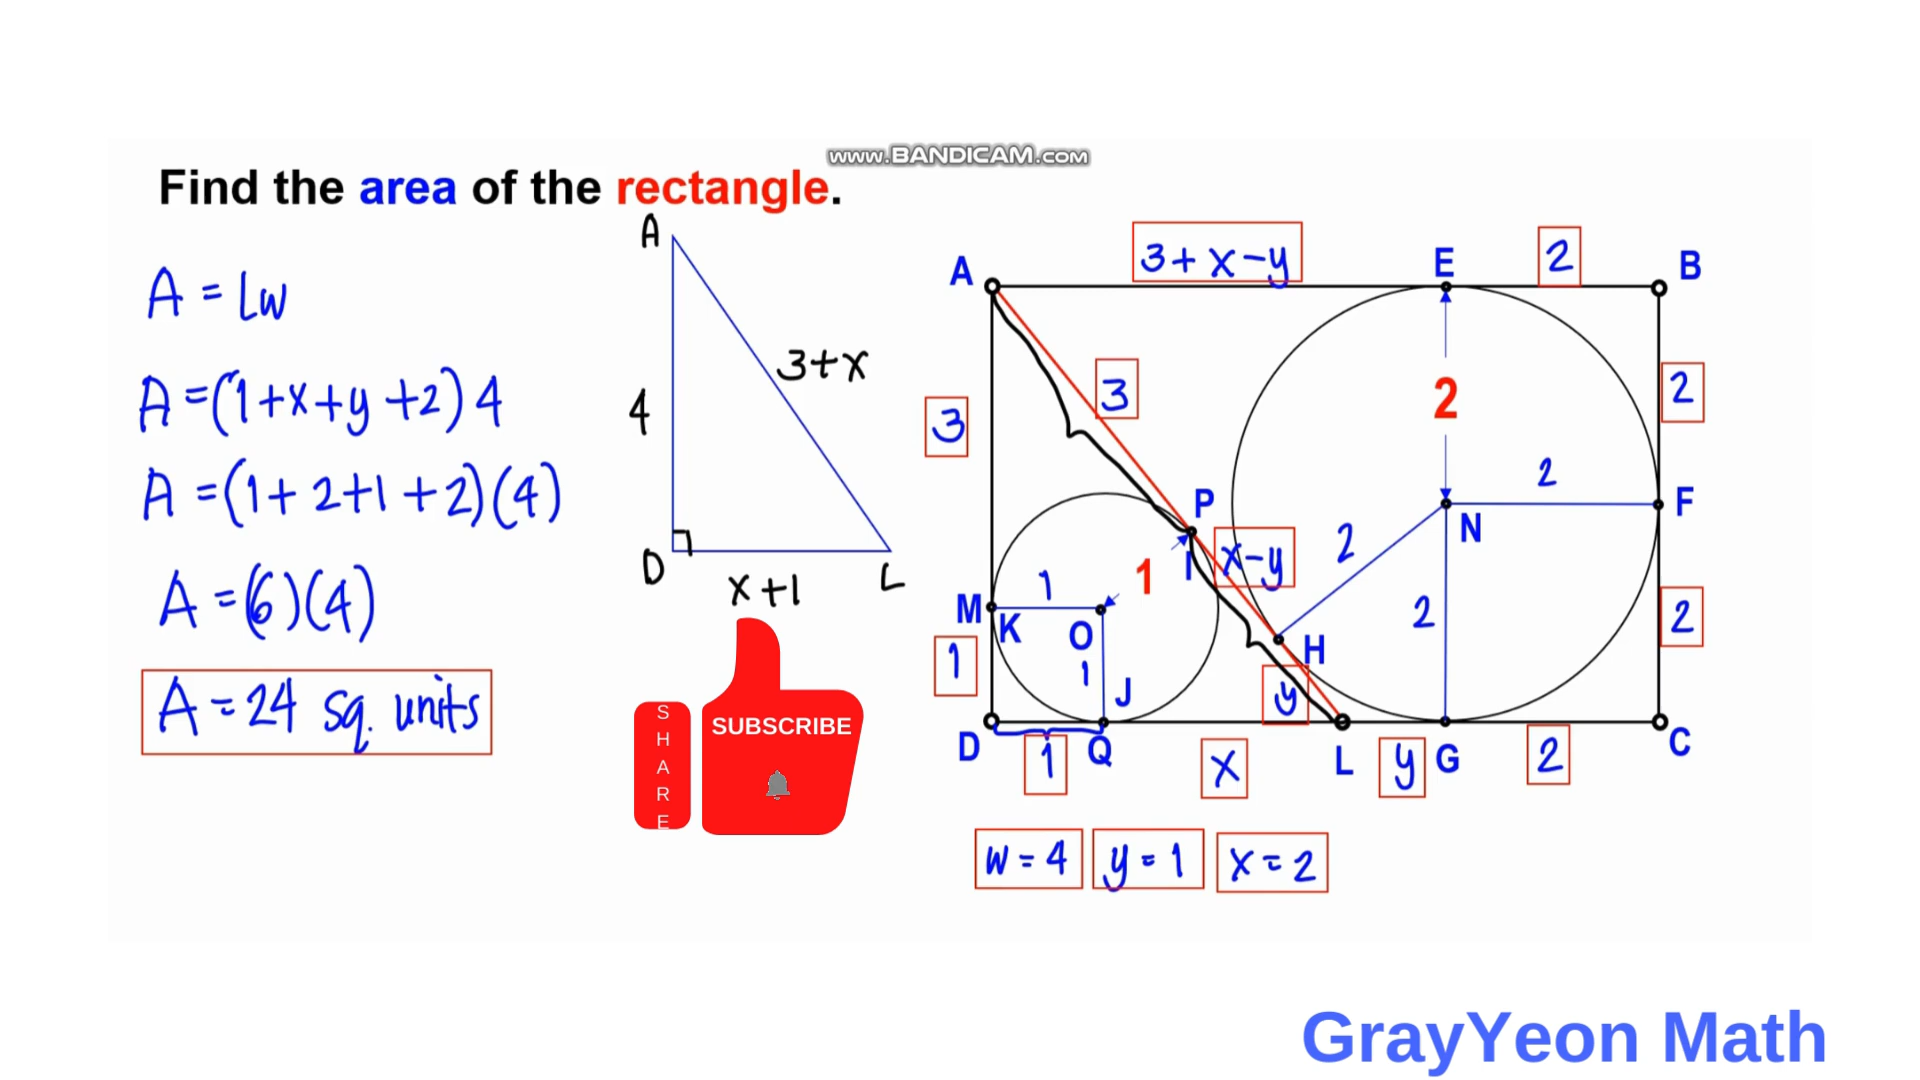 www.BANDICAM.com
Find the area of the rectangle.
A = Lw
A = (1+x+y+2) 4
A = (1+2+1+2)(4)
A = (6)(4)
A = 24 sq. units
A
4
3+x
D
x+1
L
S
H
A
R
E
SUBSCRIBE
3+x-y
2
A
E
B
3
3
2
2
2
P
N
F
I
x-y
2
1
1
2
2
M
K
O
H
1
1
J
y
D
1
Q
x
L
y
G
2
C
w = 4
y = 1
x = 2
GrayYeon Math